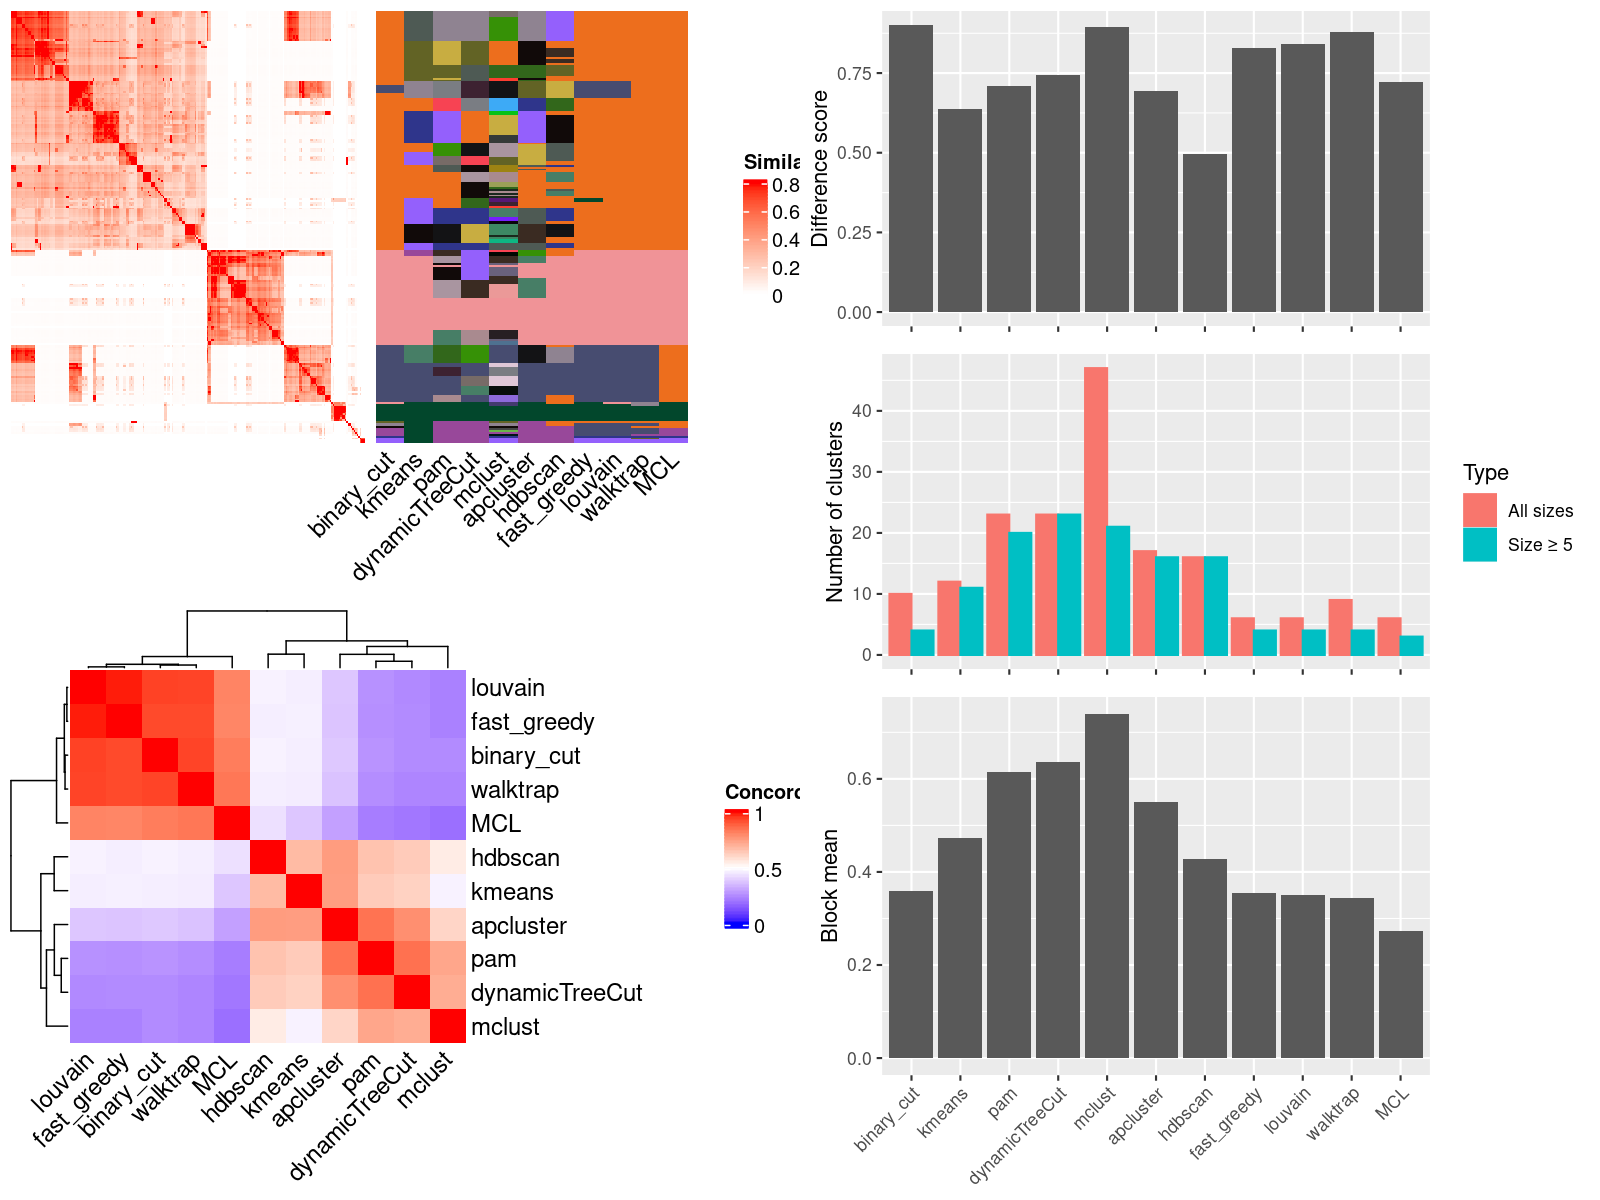 Simila
0.8
0.6
0.4
0.2
0
binary_cut
kmeans
pam
dynamicTreeCut
mclust
apcluster
hdbscan
fast_greedy
louvain
walktrap
MCL
louvain
fast_greedy
binary_cut
walktrap
MCL
hdbscan
kmeans
apcluster
pam
dynamicTreeCut
mclust
louvain
fast_greedy
binary_cut
walktrap
MCL
hdbscan
kmeans
apcluster
pam
dynamicTreeCut
mclust
Concord
1
0.5
0
Difference score
0.75
0.50
0.25
0.00
Number of clusters
40
30
20
10
0
Type
All sizes
Size ≥ 5
Block mean
0.6
0.4
0.2
0.0
binary_cut
kmeans
pam
dynamicTreeCut
mclust
apcluster
hdbscan
fast_greedy
louvain
walktrap
MCL